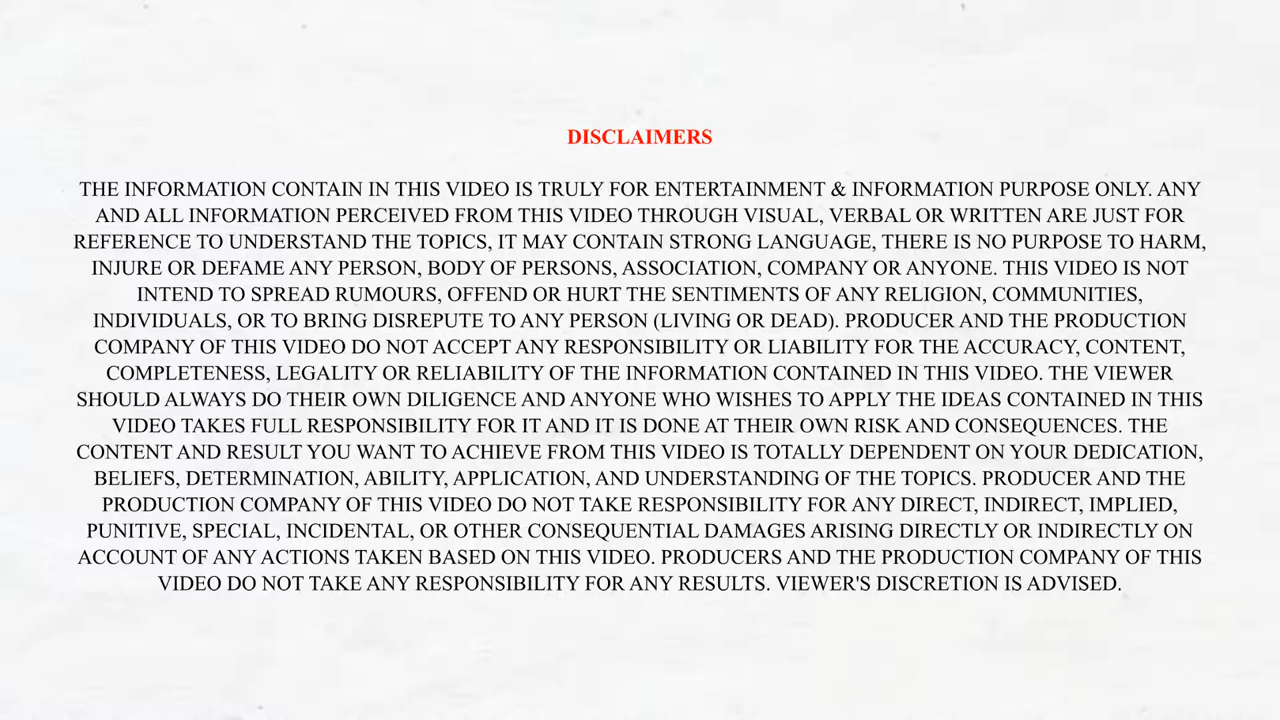 DISCLAIMERS
THE INFORMATION CONTAIN IN THIS VIDEO IS TRULY FOR ENTERTAINMENT & INFORMATION PURPOSE ONLY. ANY
AND ALL INFORMATION PERCEIVED FROM THIS VIDEO THROUGH VISUAL, VERBAL OR WRITTEN ARE JUST FOR
REFERENCE TO UNDERSTAND THE TOPICS, IT MAY CONTAIN STRONG LANGUAGE, THERE IS NO PURPOSE TO HARM,
INJURE OR DEFAME ANY PERSON, BODY OF PERSONS, ASSOCIATION, COMPANY OR ANYONE. THIS VIDEO IS NOT
INTEND TO SPREAD RUMOURS, OFFEND OR HURT THE SENTIMENTS OF ANY RELIGION, COMMUNITIES,
INDIVIDUALS, OR TO BRING DISREPUTE TO ANY PERSON (LIVING OR DEAD). PRODUCER AND THE PRODUCTION
COMPANY OF THIS VIDEO DO NOT ACCEPT ANY RESPONSIBILITY OR LIABILITY FOR THE ACCURACY, CONTENT,
COMPLETENESS, LEGALITY OR RELIABILITY OF THE INFORMATION CONTAINED IN THIS VIDEO. THE VIEWER
SHOULD ALWAYS DO THEIR OWN DILIGENCE AND ANYONE WHO WISHES TO APPLY THE IDEAS CONTAINED IN THIS
VIDEO TAKES FULL RESPONSIBILITY FOR IT AND IT IS DONE AT THEIR OWN RISK AND CONSEQUENCES. THE
CONTENT AND RESULT YOU WANT TO ACHIEVE FROM THIS VIDEO IS TOTALLY DEPENDENT ON YOUR DEDICATION,
BELIEFS, DETERMINATION, ABILITY, APPLICATION, AND UNDERSTANDING OF THE TOPICS. PRODUCER AND THE
PRODUCTION COMPANY OF THIS VIDEO DO NOT TAKE RESPONSIBILITY FOR ANY DIRECT, INDIRECT, IMPLIED,
PUNITIVE, SPECIAL, INCIDENTAL, OR OTHER CONSEQUENTIAL DAMAGES ARISING DIRECTLY OR INDIRECTLY ON
ACCOUNT OF ANY ACTIONS TAKEN BASED ON THIS VIDEO. PRODUCERS AND THE PRODUCTION COMPANY OF THIS
VIDEO DO NOT TAKE ANY RESPONSIBILITY FOR ANY RESULTS. VIEWER'S DISCRETION IS ADVISED.